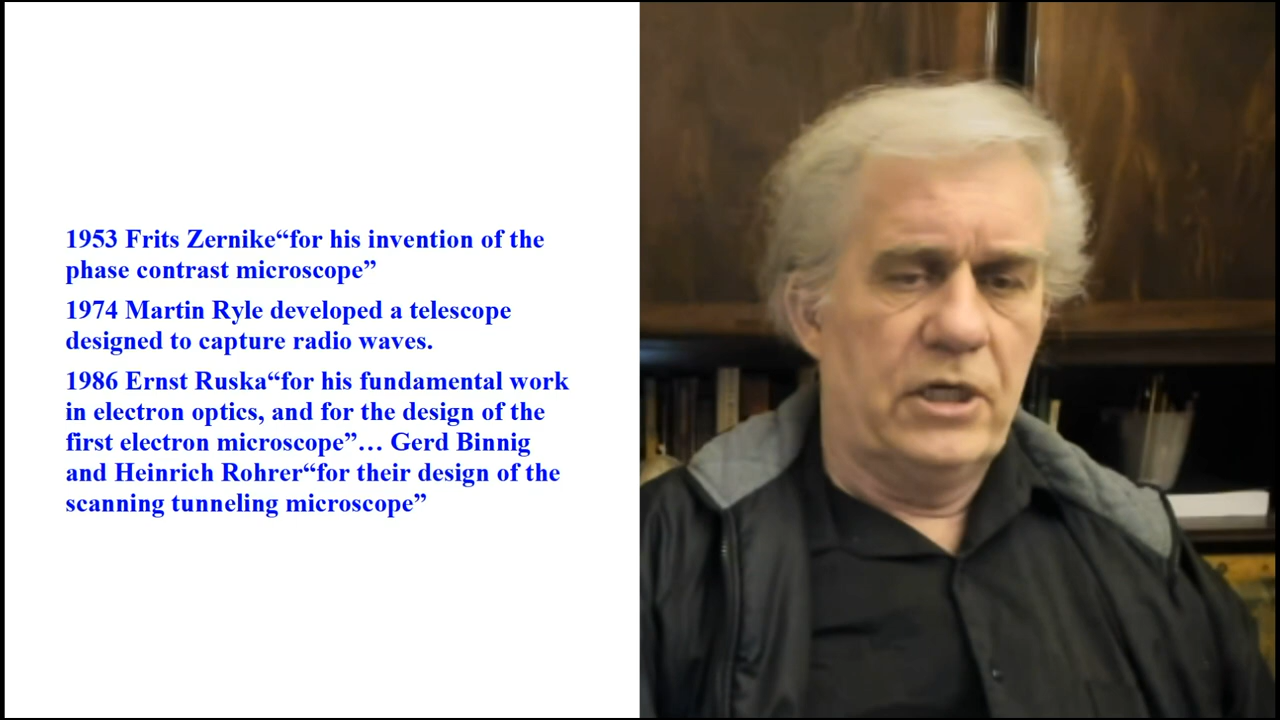 1953 Frits Zernike“for his invention of the
phase contrast microscope”
1974 Martin Ryle developed a telescope
designed to capture radio waves.
1986 Ernst Ruska“for his fundamental work
in electron optics, and for the design of the
first electron microscope”… Gerd Binnig
and Heinrich Rohrer“for their design of the
scanning tunneling microscope”